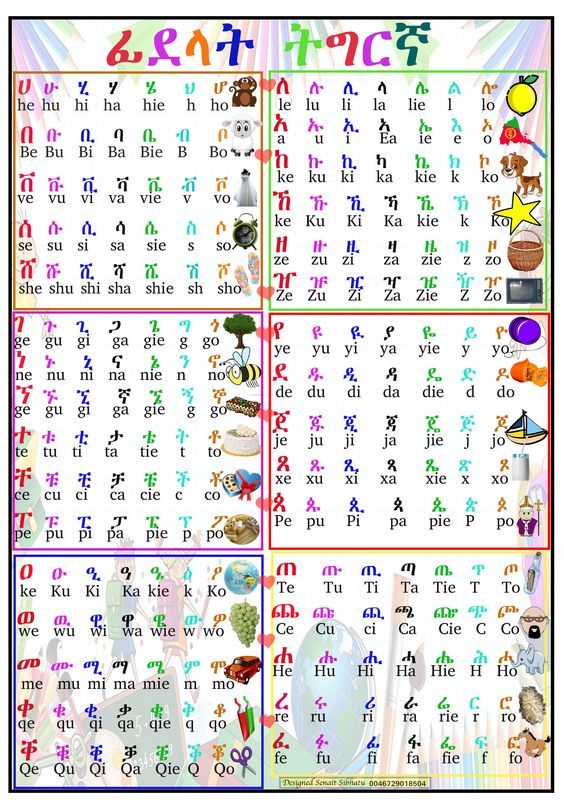 ፊደላት ትግርኛ
ሀ ሁ ሂ ሃ ሄ ህ ሆ
he hu hi ha hie h ho
በ ቡ ቢ ባ ቤ ብ ቦ
Be Bu Bi Ba Bie B Bo
ቨ ቩ ቪ ቫ ቬ ቭ ቮ
ve vu vi va vie v vo
ሰ ሱ ሲ ሳ ሴ ስ ሶ
se su si sa sie s so
ሸ ሹ ሺ ሻ ሼ ሽ ሾ
she shu shi sha shie sh sho
ለ ሉ ሊ ላ ሌ ል ሎ
le lu li la lie l lo
አ ኡ ኢ ኣ ኤ እ ኦ
a u i Ea ie e o
ከ ኩ ኪ ካ ኬ ክ ኮ
ke ku ki ka kie k ko
ኸ ኹ ኺ ኻ ኼ ኽ ኾ
ke Ku Ki Ka kie k Ko
ዘ ዙ ዚ ዛ ዜ ዝ ዞ
ze zu zi za zie z zo
ዠ ዡ ዢ ዣ ዤ ዥ ዦ
Ze Zu Zi Za Zie Z Zo
ገ ጉ ጊ ጋ ጌ ግ ጎ
ge gu gi ga gie g go
ነ ኑ ኒ ና ኔ ን ኖ
ne nu ni na nie n no
ኘ ኙ ኚ ኛ ኜ ኝ ኞ
ge gu gi ga gie g go
ተ ቱ ቲ ታ ቴ ት ቶ
te tu ti ta tie t to
ቸ ቹ ቺ ቻ ቼ ች ቾ
ce cu ci ca cie c co
ፐ ፑ ፒ ፓ ፔ ፕ ፖ
pe pu pi pa pie p po
የ ዩ ዪ ያ ዬ ይ ዮ
ye yu yi ya yie y yo
ደ ዱ ዲ ዳ ዴ ድ ዶ
de du di da die d do
ጀ ጁ ጂ ጃ ጄ ጅ ጆ
je ju ji ja jie j jo
ጸ ጹ ጺ ጻ ጼ ጽ ጾ
xe xu xi xa xie x xo
ጰ ጱ ጲ ጳ ጴ ጵ ጶ
Pe pu Pi pa pie P po
ዐ ዑ ዒ ዓ ዔ ዕ ዖ
ke Ku Ki Ka kie k Ko
ወ ዉ ዊ ዋ ዌ ው ዎ
we wu wi wa wie w wo
መ ሙ ሚ ማ ሜ ም ሞ
me mu mi ma mie m mo
ቀ ቁ ቂ ቃ ቄ ቅ ቆ
qe qu qi qa qie q qo
ቐ ቑ ቒ ቓ ቔ ቕ ቖ
Qe Qu Qi Qa Qie Q Qo
ጠ ጡ ጢ ጣ ጤ ጥ ጦ
Te Tu Ti Ta Tie T To
ጨ ጩ ጪ ጫ ጬ ጭ ጮ
Ce Cu ci Ca Cie C Co
ሐ ሑ ሒ ሓ ሔ ሕ ሖ
He Hu Hi Ha Hie H Ho
ረ ሩ ሪ ራ ሬ ር ሮ
re ru ri ra rie r ro
ፈ ፉ ፊ ፋ ፌ ፍ ፎ
fe fu fi fa fie f fo
Designed Senait Sibhatu 0046729018504